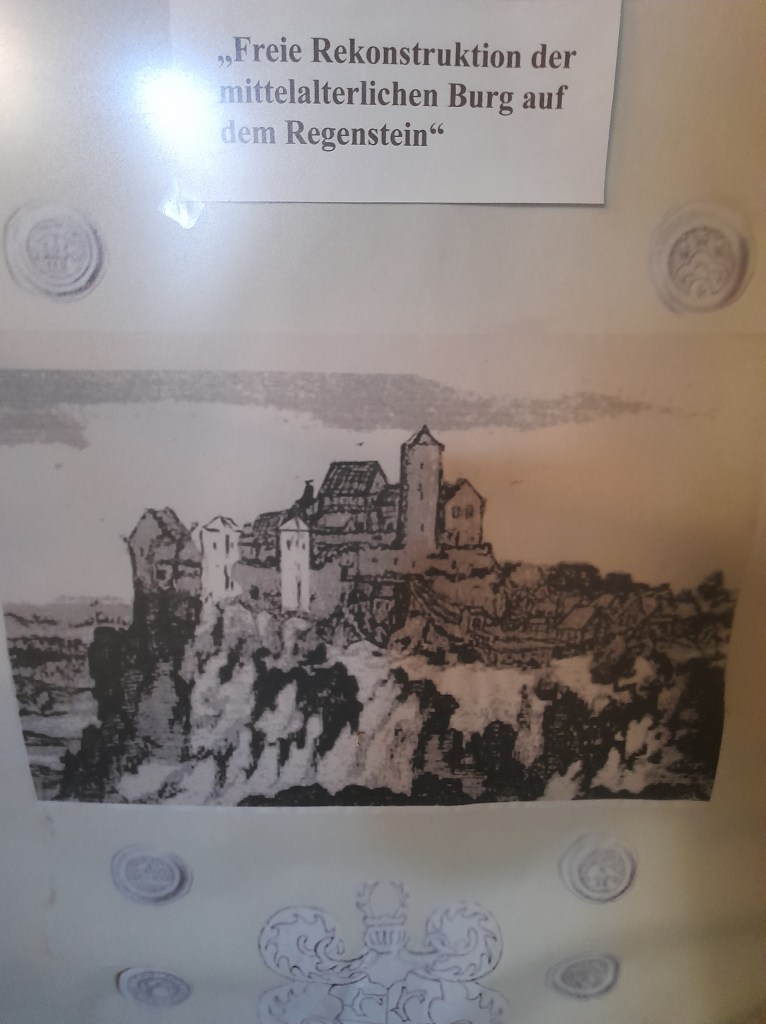 „Freie Rekonstruktion der
mittelalterlichen Burg auf
dem Regenstein“